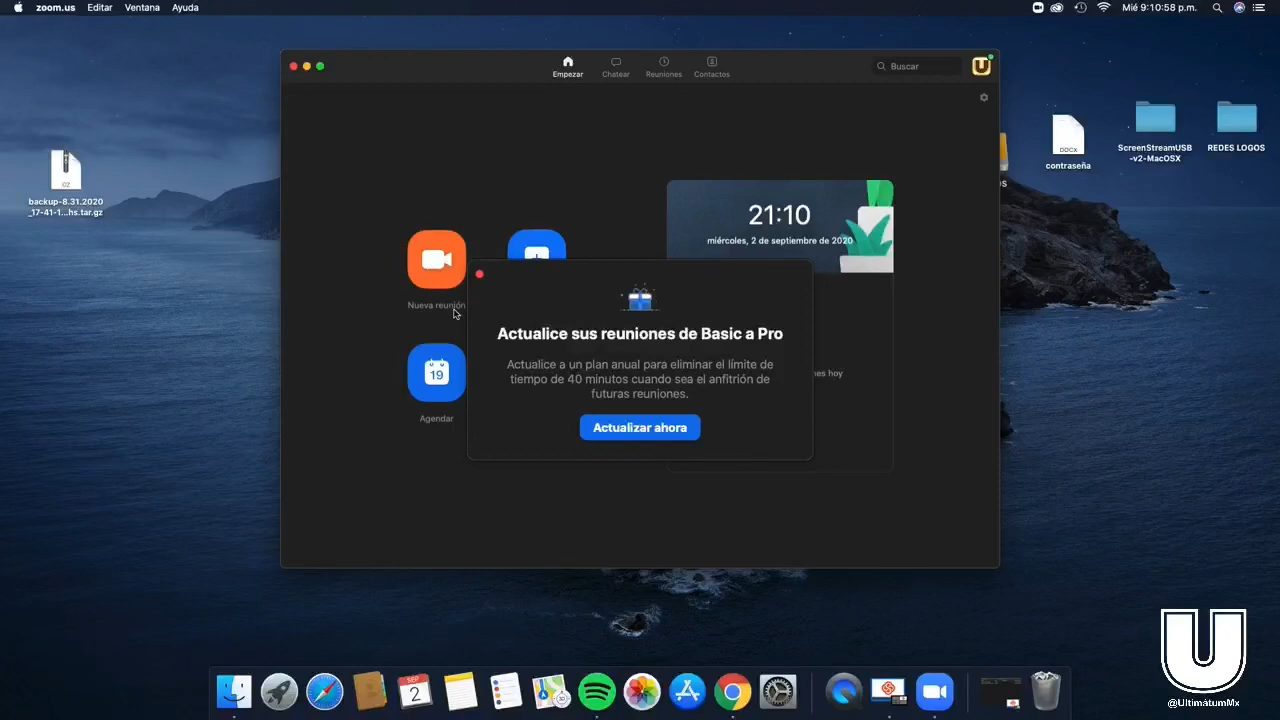 zoom.us Editar Ventana Ayuda
Mié 9:10:58 p.m.
Empezar
Chatear
Reuniones
Contactos
Buscar
U
21:10
miércoles, 2 de septiembre de 2020
Nueva reunión
Actualice sus reuniones de Basic a Pro
Actualice a un plan anual para eliminar el límite de
tiempo de 40 minutos cuando sea el anfitrión de
futuras reuniones.
Actualizar ahora
hoy
19
Agendar
GZ
backup-8.31.2020
_17-41-1...hs.tar.gz
DOCX
contraseña
ScreenStreamUSB
-v2-MacOSX
REDES LOGOS
SEP
2
U
@UltimátumMx